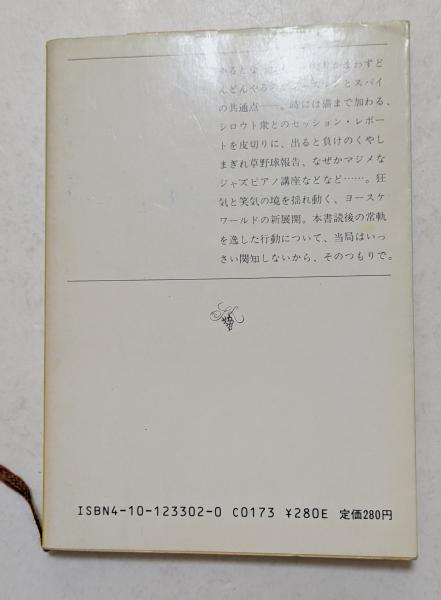 やるとな
んどんやる
の共通点――。時には猫まで加わる、
シロウト衆とのセッション・レポー
トを皮切りに、出ると負けのくやし
まぎれ草野球報告、なぜかマジメな
ジャズピアノ講座などなど……。狂
気と笑気の境を揺れ動く、ヨースケ
ワールドの新展開。本書読後の常軌
を逸した行動について、当局はいっ
さい関知しないから、そのつもりで。
ISBN4-10-123302-0 C0173 ¥280E 定価280円